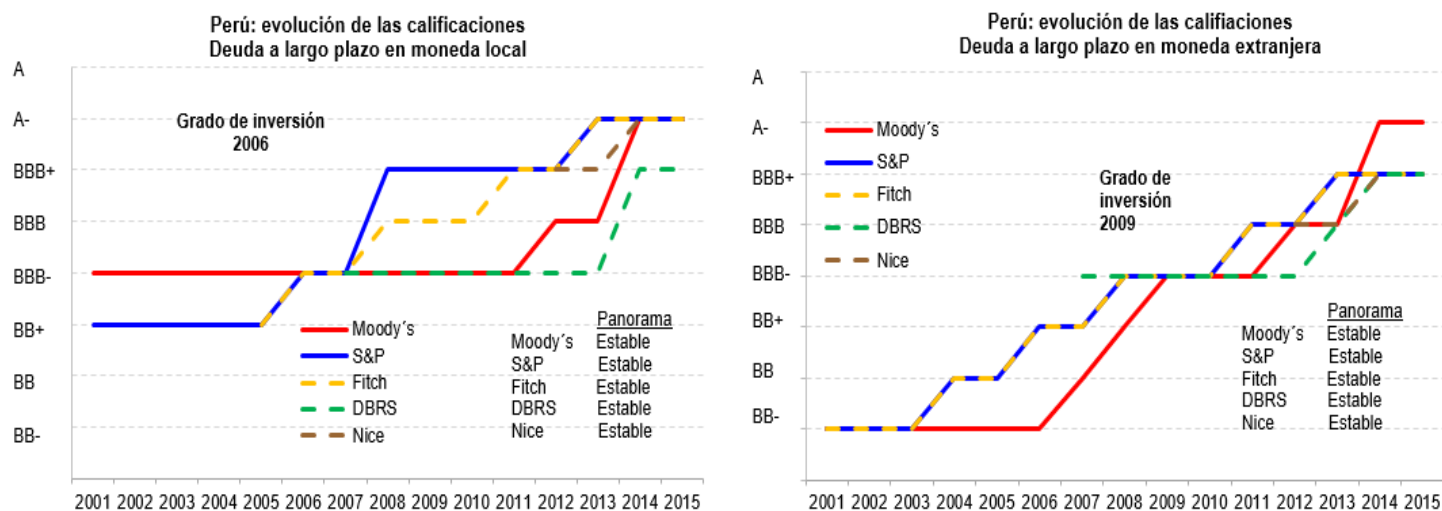 Perú: evolución de las calificaciones
Deuda a largo plazo en moneda local
A
A-
BBB+
BBB
BBB-
BB+
BB
BB-
Grado de inversión
2006
Moody´s
S&P
Fitch
DBRS
Nice
Panorama
Moody´s Estable
S&P Estable
Fitch Estable
DBRS Estable
Nice Estable
2001 2002 2003 2004 2005 2006 2007 2008 2009 2010 2011 2012 2013 2014 2015
Perú: evolución de las califiaciones
Deuda a largo plazo en moneda extranjera
A
A-
BBB+
BBB
BBB-
BB+
BB
BB-
Moody´s
S&P
Fitch
DBRS
Nice
Grado de
inversión
2009
Panorama
Moody´s Estable
S&P Estable
Fitch Estable
DBRS Estable
Nice Estable
2001 2002 2003 2004 2005 2006 2007 2008 2009 2010 2011 2012 2013 2014 2015